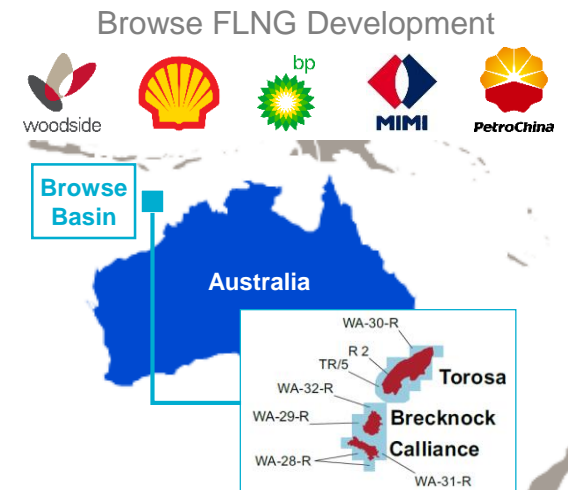 Browse FLNG Development
woodside
bp
MIMI
PetroChina
Browse
Basin
Australia
WA-30-R
R 2
TR/5
Torosa
WA-32-R
WA-29-R
Brecknock
Calliance
WA-28-R
WA-31-R